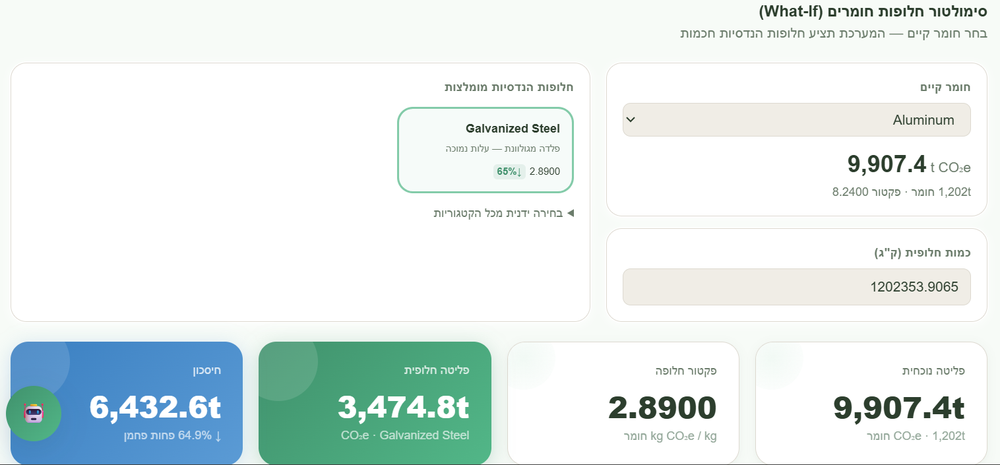 סימולטור חלופות חומרים (What-If)
בחר חומר קיים — המערכת תציע חלופות הנדסיות חכמות
חומר קיים
Aluminum
9,907.4 t CO₂e
1,202t חומר · פקטור 8.2400
כמות חלופית (ק"ג)
1202353.9065
חלופות הנדסיות מומלצות
Galvanized Steel
פלדה מגולוונת — עלות נמוכה
2.8900 ↓65%
◀ בחירה ידנית מכל הקטגוריות
פליטה נוכחית
9,907.4t
CO₂e · 1,202t חומר
פקטור חלופה
2.8900
kg CO₂e / kg חומר
פליטה חלופית
3,474.8t
CO₂e · Galvanized Steel
חיסכון
6,432.6t
↓ 64.9% פחות פחמן